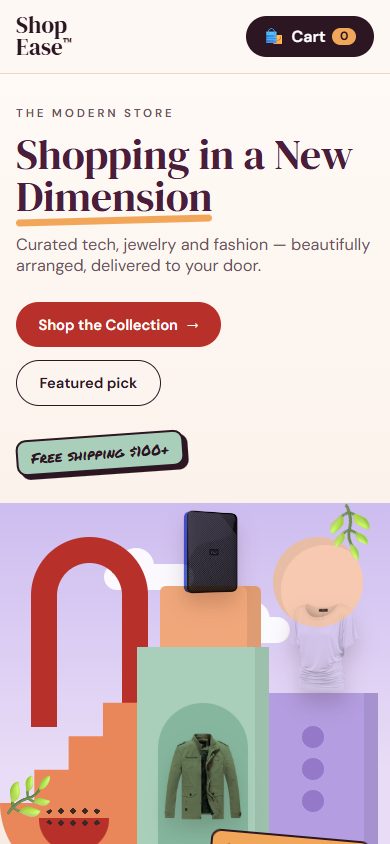 Shop
Ease™
Cart 0
THE MODERN STORE
Shopping in a New
Dimension
Curated tech, jewelry and fashion — beautifully
arranged, delivered to your door.
Shop the Collection →
Featured pick
FREE SHIPPING $100+